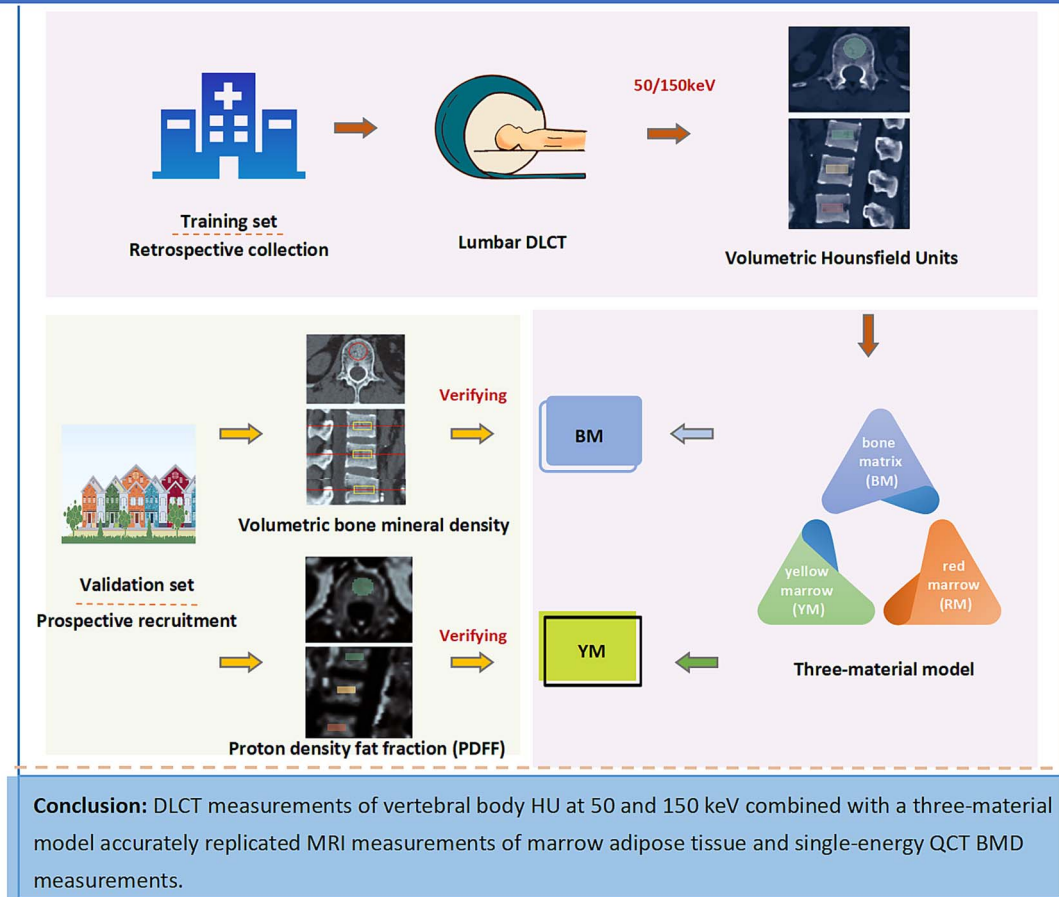 50/150keV
Training set
Retrospective collection
Lumbar DLCT
Volumetric Hounsfield Units
Verifying
BM
bone
matrix
(BM)
Volumetric bone mineral density
yellow
marrow
(YM)
red
marrow
(RM)
Validation set
Prospective recruitment
Verifying
YM
Three-material model
Proton density fat fraction (PDFF)
Conclusion: DLCT measurements of vertebral body HU at 50 and 150 keV combined with a three-material
model accurately replicated MRI measurements of marrow adipose tissue and single-energy QCT BMD
measurements.